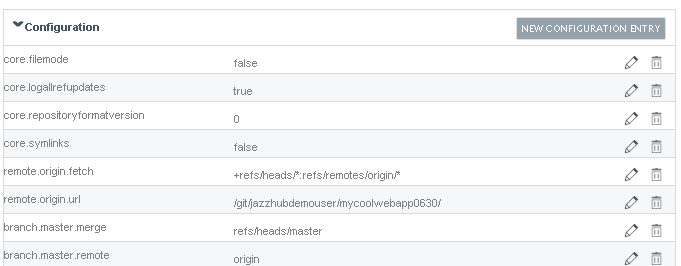 Configuration
NEW CONFIGURATION ENTRY
core.filemode false
core.logallrefupdates true
core.repositoryformatversion 0
core.symlinks false
remote.origin.fetch +refs/heads/*:refs/remotes/origin/*
remote.origin.url /git/jazzhubdemouser/mycoolwebapp0630/
branch.master.merge refs/heads/master
branch.master.remote origin